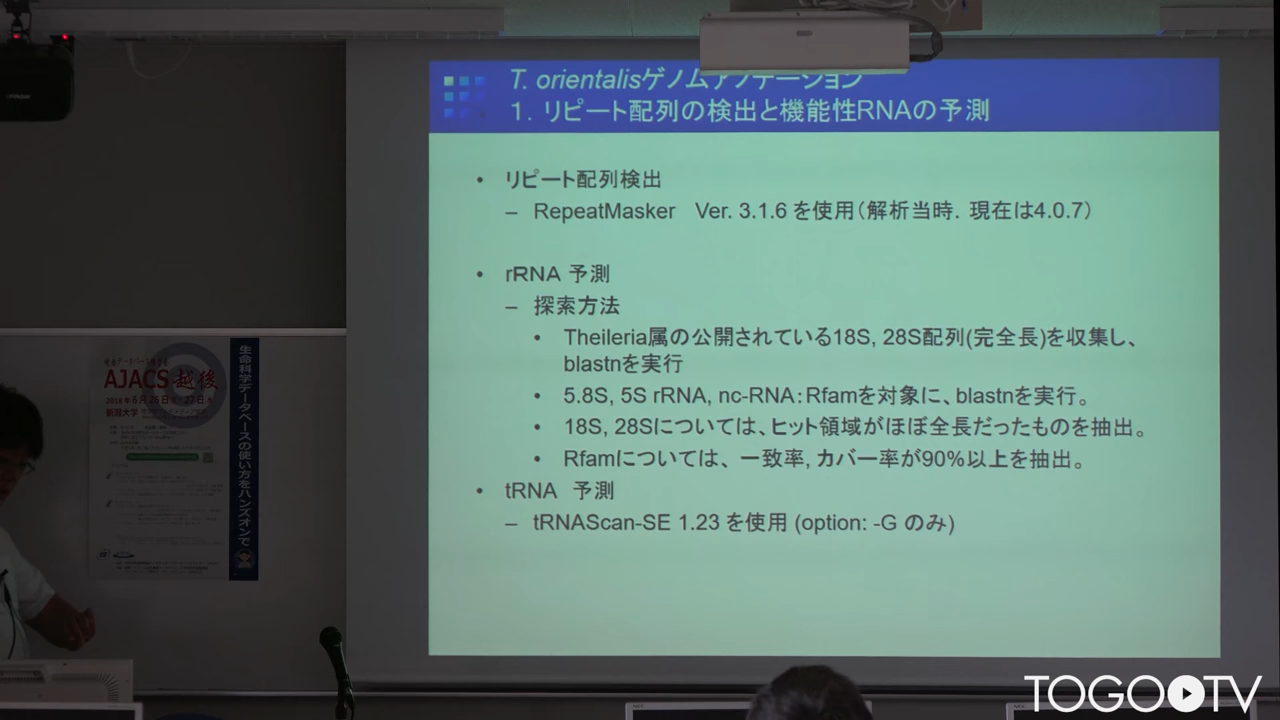 T. orientalisゲノムアノテーション
1. リピート配列の検出と機能性RNAの予測
• リピート配列検出
– RepeatMasker Ver. 3.1.6 を使用（解析当時. 現在は4.0.7）
• rRNA 予測
– 探索方法
• Theileria属の公開されている18S, 28S配列(完全長)を収集し、
blastnを実行
• 5.8S, 5S rRNA, nc-RNA：Rfamを対象に、blastnを実行。
• 18S, 28Sについては、ヒット領域がほぼ全長だったものを抽出。
• Rfamについては、 一致率, カバー率が90%以上を抽出。
• tRNA 予測
– tRNAScan-SE 1.23 を使用 (option: -G のみ)
AJACS 越後
新潟大学
生命科学データベースの使い方をハンズオンで
TOGO TV